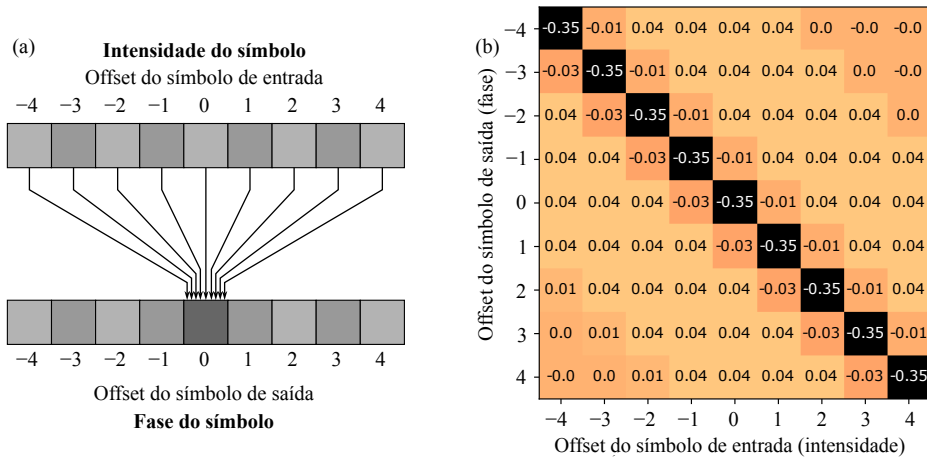 (a)
Intensidade do símbolo
Offset do símbolo de entrada
−4 −3 −2 −1 0 1 2 3 4
−4 −3 −2 −1 0 1 2 3 4
Offset do símbolo de saída
Fase do símbolo
(b)
Offset do símbolo de saída (fase)
−4 -0.35 -0.01 0.04 0.04 0.04 0.04 0.0 -0.0 -0.0
−3 -0.03 -0.35 -0.01 0.04 0.04 0.04 0.04 0.0 -0.0
−2 0.04 -0.03 -0.35 -0.01 0.04 0.04 0.04 0.04 0.0
−1 0.04 0.04 -0.03 -0.35 -0.01 0.04 0.04 0.04 0.04
0 0.04 0.04 0.04 -0.03 -0.35 -0.01 0.04 0.04 0.04
1 0.04 0.04 0.04 0.04 -0.03 -0.35 -0.01 0.04 0.04
2 0.01 0.04 0.04 0.04 0.04 -0.03 -0.35 -0.01 0.04
3 0.0 0.01 0.04 0.04 0.04 0.04 -0.03 -0.35 -0.01
4 -0.0 0.0 0.01 0.04 0.04 0.04 0.04 -0.03 -0.35
−4 −3 −2 −1 0 1 2 3 4
Offset do símbolo de entrada (intensidade)